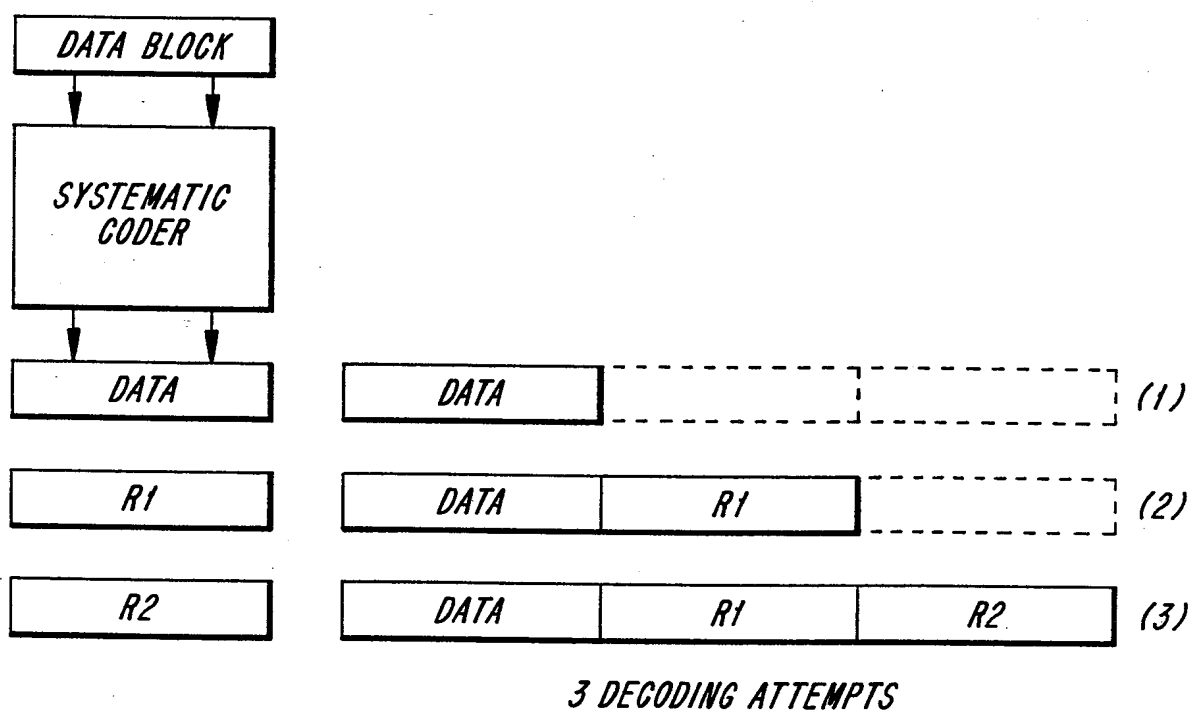 DATA BLOCK
SYSTEMATIC
CODER
DATA
DATA
(1)
R1
DATA R1
(2)
R2
DATA R1 R2
(3)
3 DECODING ATTEMPTS